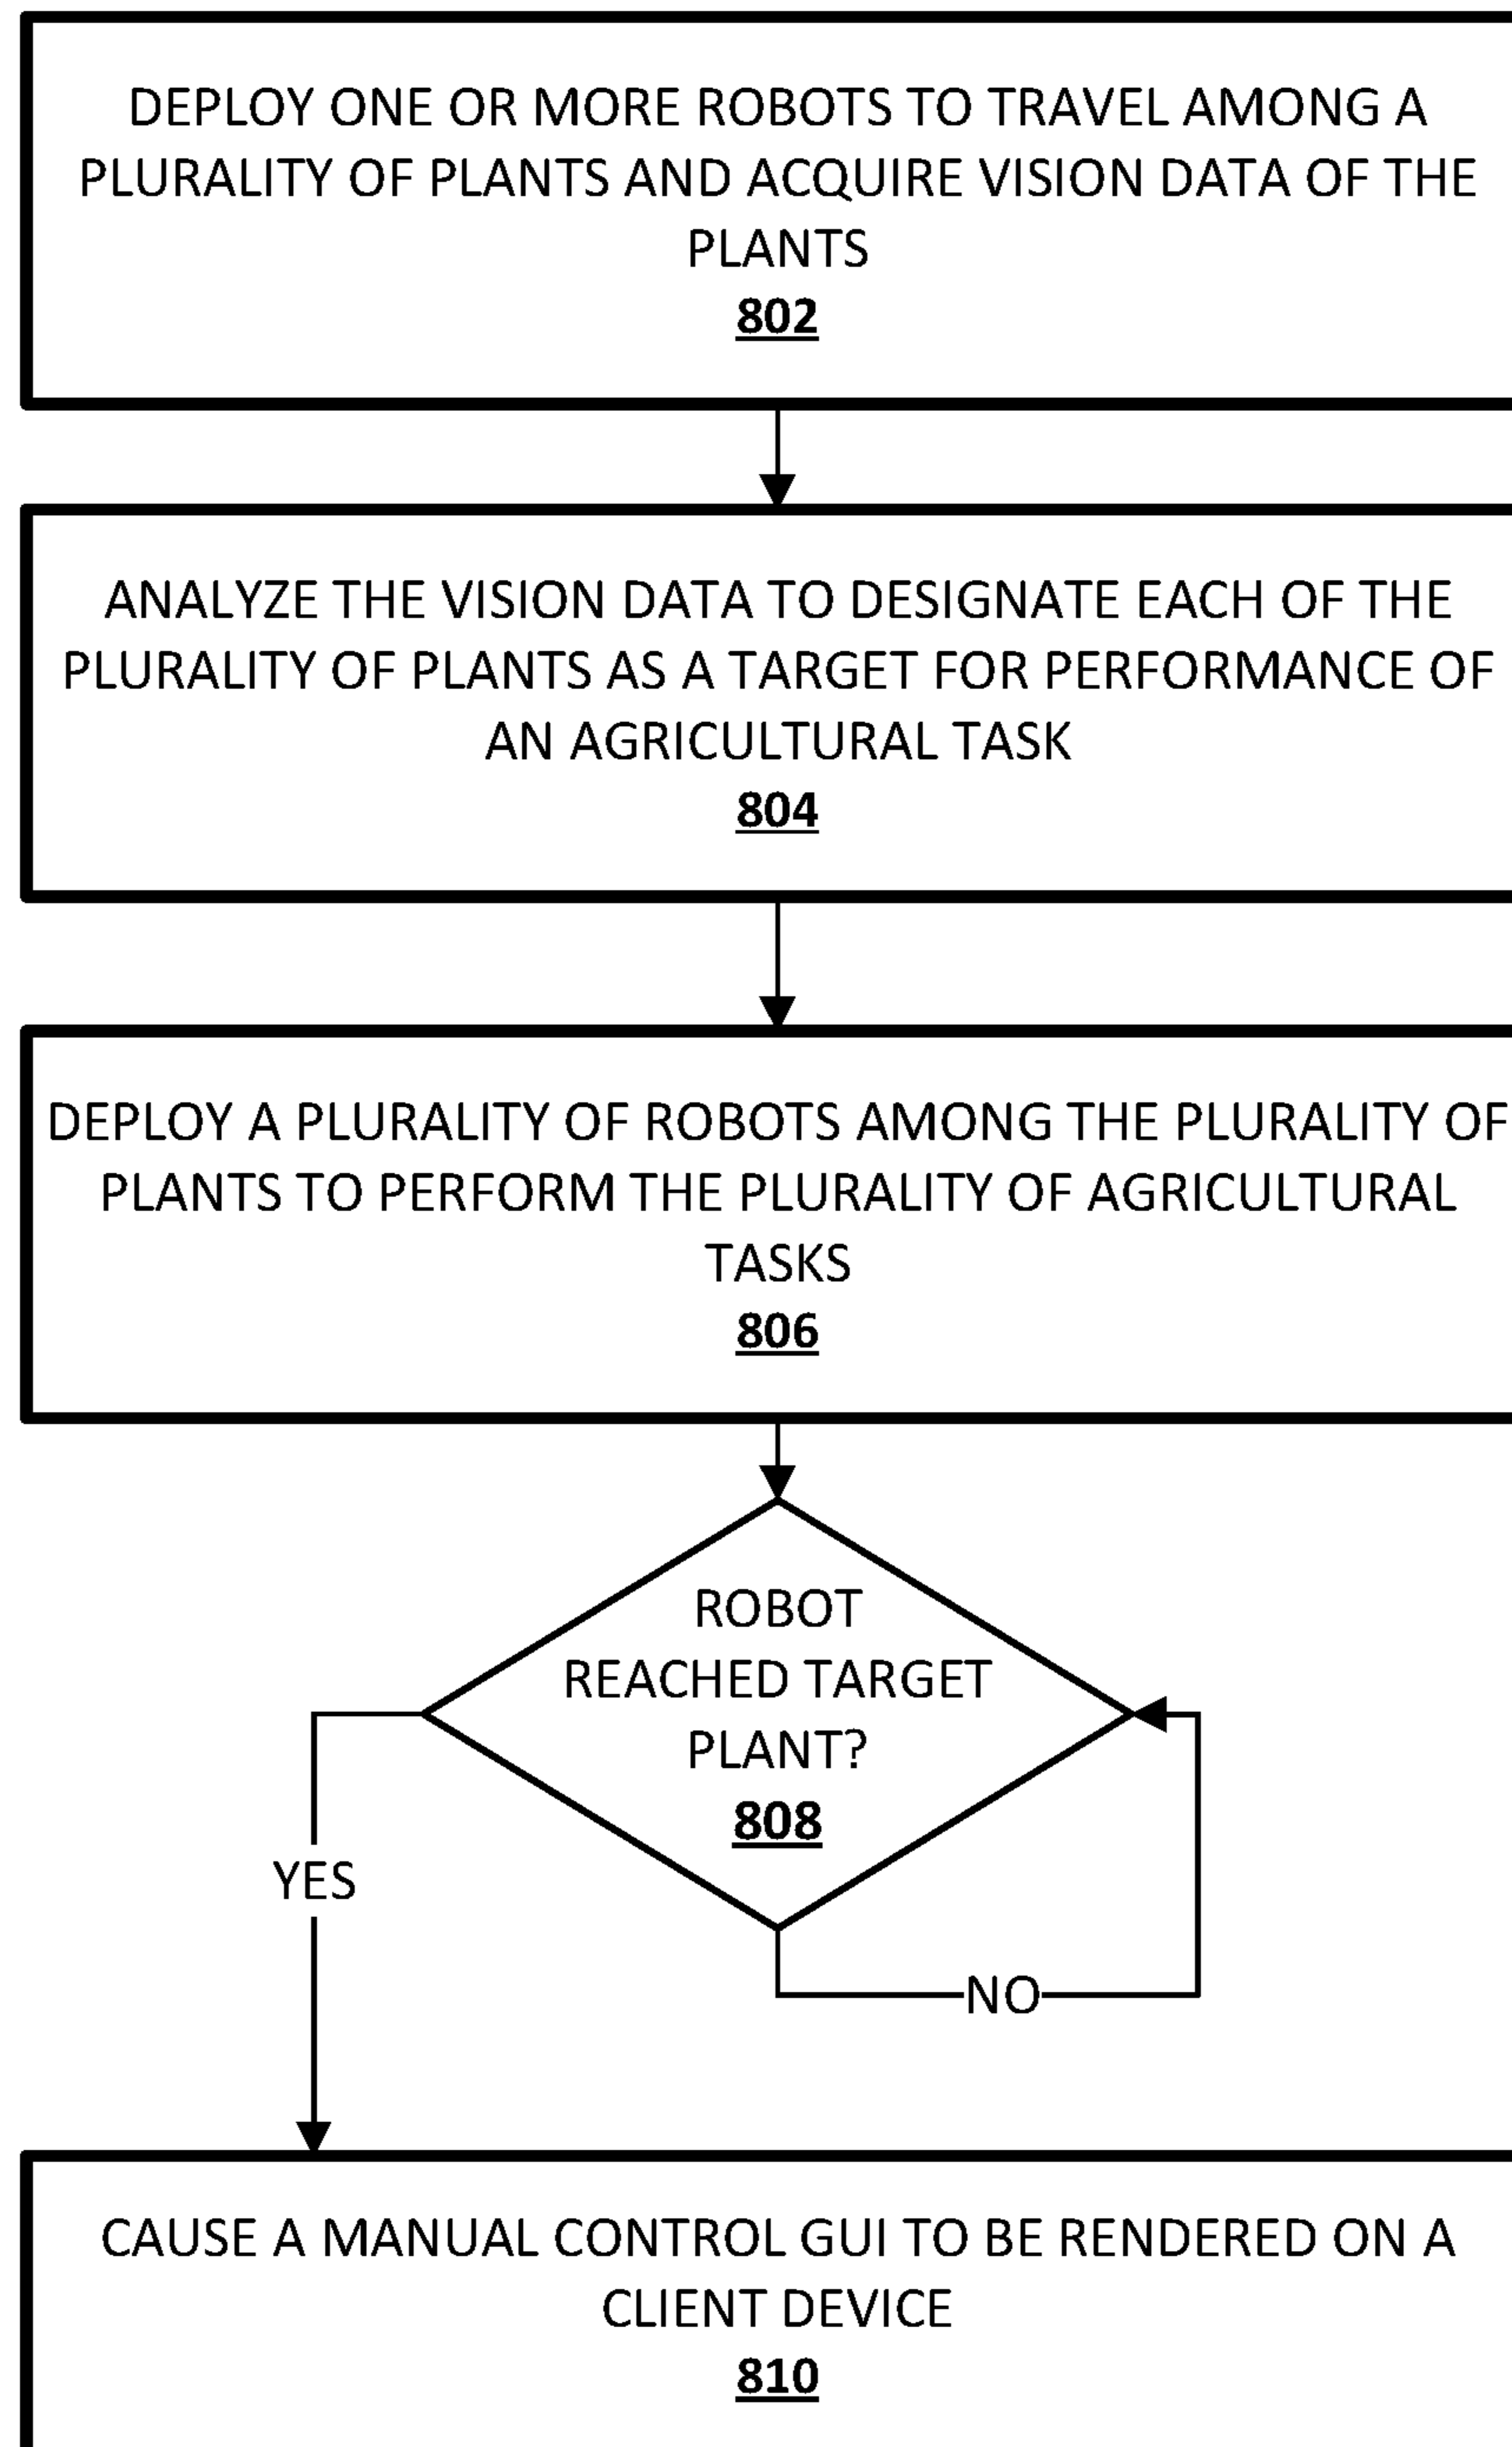 DEPLOY ONE OR MORE ROBOTS TO TRAVEL AMONG A
PLURALITY OF PLANTS AND ACQUIRE VISION DATA OF THE
PLANTS
802
ANALYZE THE VISION DATA TO DESIGNATE EACH OF THE
PLURALITY OF PLANTS AS A TARGET FOR PERFORMANCE OF
AN AGRICULTURAL TASK
804
DEPLOY A PLURALITY OF ROBOTS AMONG THE PLURALITY OF
PLANTS TO PERFORM THE PLURALITY OF AGRICULTURAL
TASKS
806
ROBOT
REACHED TARGET
PLANT?
808
YES
NO
CAUSE A MANUAL CONTROL GUI TO BE RENDERED ON A
CLIENT DEVICE
810